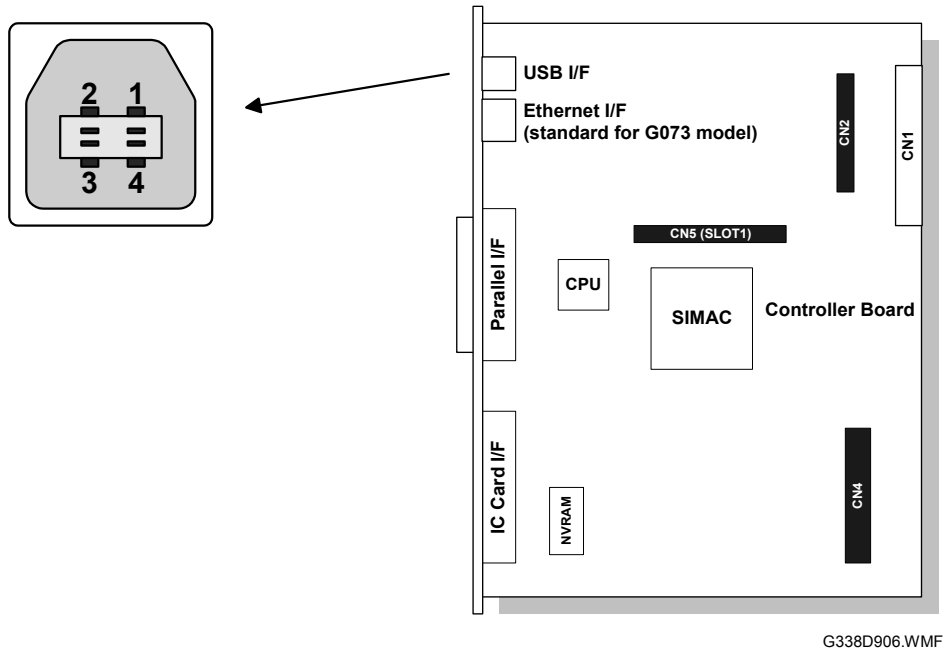 2 1
3 4
USB I/F
Ethernet I/F
(standard for G073 model)
CN2
CN1
CN5 (SLOT1)
Parallel I/F
CPU
SIMAC
Controller Board
IC Card I/F
NVRAM
CN4
G338D906.WMF